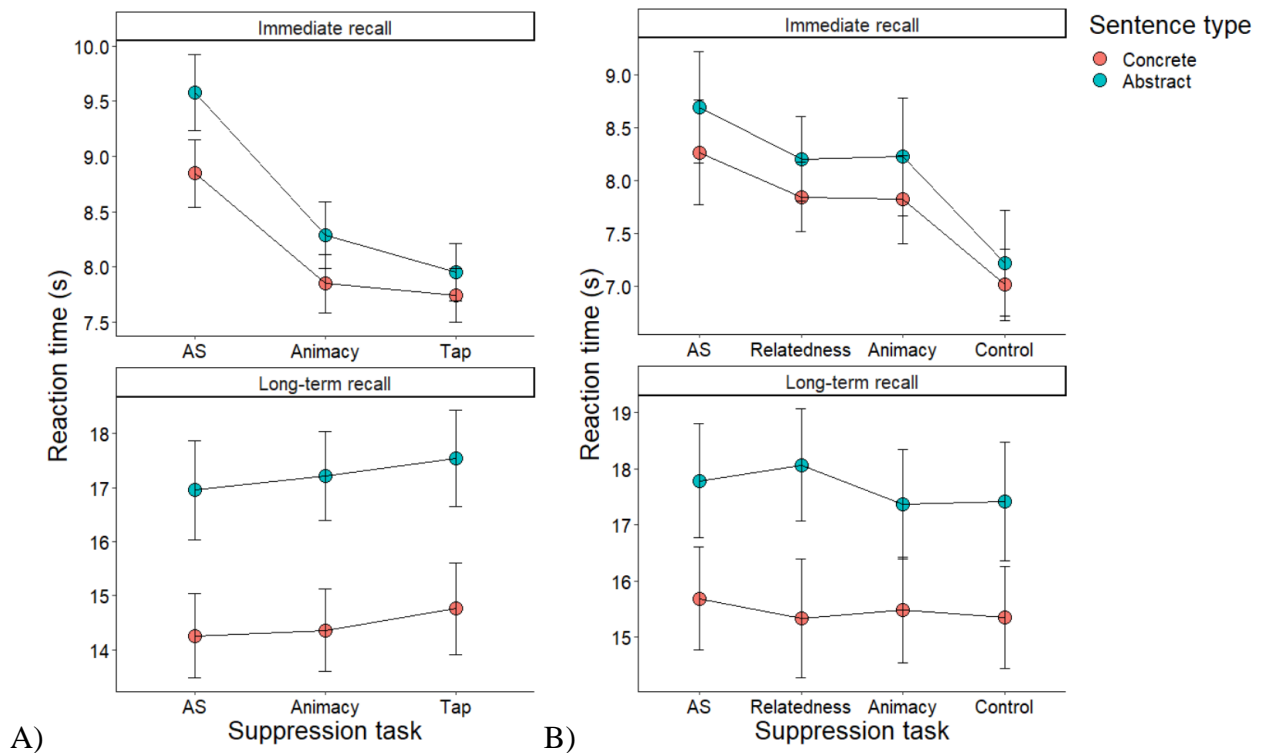 Immediate recall
10.0
9.5
9.0
8.5
8.0
7.5
AS Animacy Tap
Long-term recall
18
17
16
15
14
AS Animacy Tap
Reaction time (s)
Suppression task
A)
Immediate recall
9.0
8.5
8.0
7.5
7.0
AS Relatedness Animacy Control
Long-term recall
19
18
17
16
15
AS Relatedness Animacy Control
Reaction time (s)
Suppression task
B)
Sentence type
Concrete
Abstract